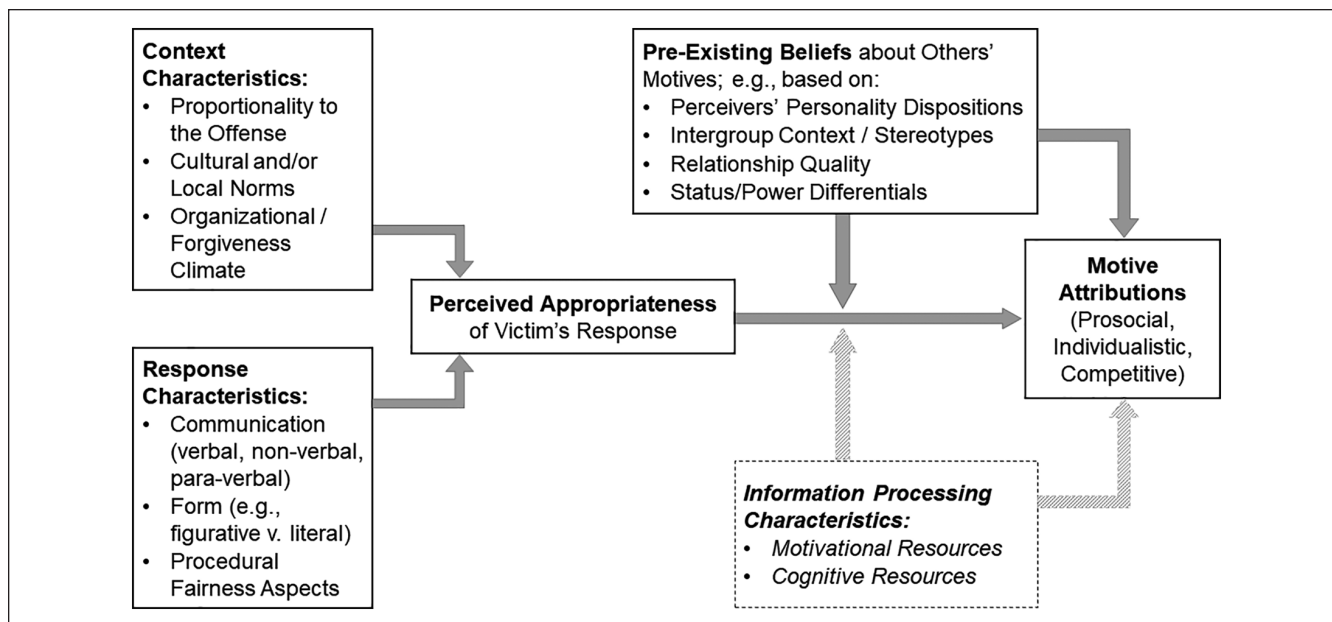 Context
Characteristics:
• Proportionality to
the Offense
• Cultural and/or
Local Norms
• Organizational /
Forgiveness
Climate
Response
Characteristics:
• Communication
(verbal, non-verbal,
para-verbal)
• Form (e.g.,
figurative v. literal)
• Procedural
Fairness Aspects
Perceived Appropriateness
of Victim's Response
Pre-Existing Beliefs about Others'
Motives; e.g., based on:
• Perceivers' Personality Dispositions
• Intergroup Context / Stereotypes
• Relationship Quality
• Status/Power Differentials
Motive
Attributions
(Prosocial,
Individualistic,
Competitive)
Information Processing
Characteristics:
• Motivational Resources
• Cognitive Resources